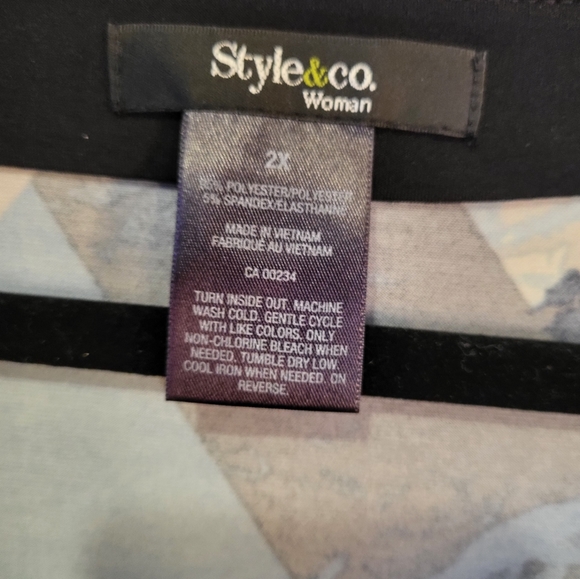 Style&co.
Woman
2X
95% POLYESTER/POLYESTER
5% SPANDEX/ELASTHANNE
MADE IN VIETNAM
FABRIQUÉ AU VIETNAM
CA 00234
TURN INSIDE OUT. MACHINE
WASH COLD. GENTLE CYCLE
WITH LIKE COLORS. ONLY
NON-CHLORINE BLEACH WHEN
NEEDED. TUMBLE DRY LOW.
COOL IRON WHEN NEEDED. ON
REVERSE.